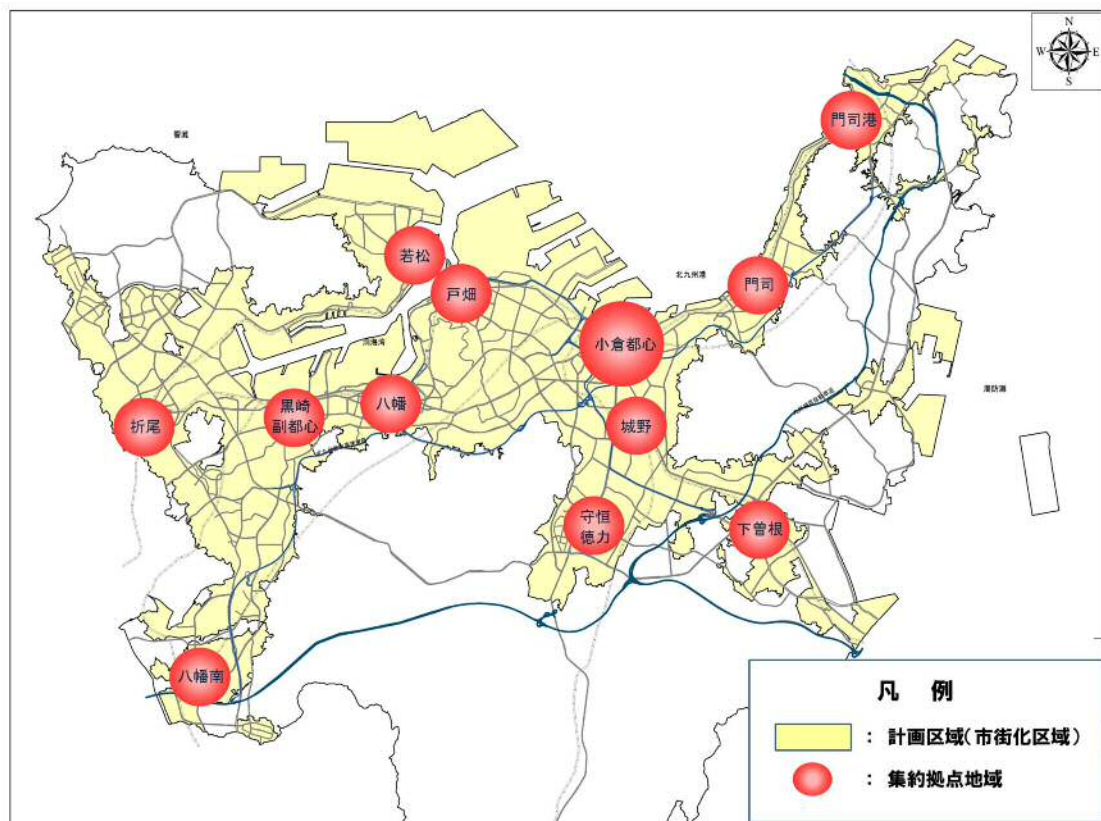 N
W
E
S
門司港
響灘
若松
戸畑
北九州港
門司
小倉都心
洞海湾
周防灘
八幡
黒崎
副都心
折尾
城野
守恒
徳力
下曽根
八幡南
凡 例
： 計画区域（市街化区域）
： 集約拠点地域